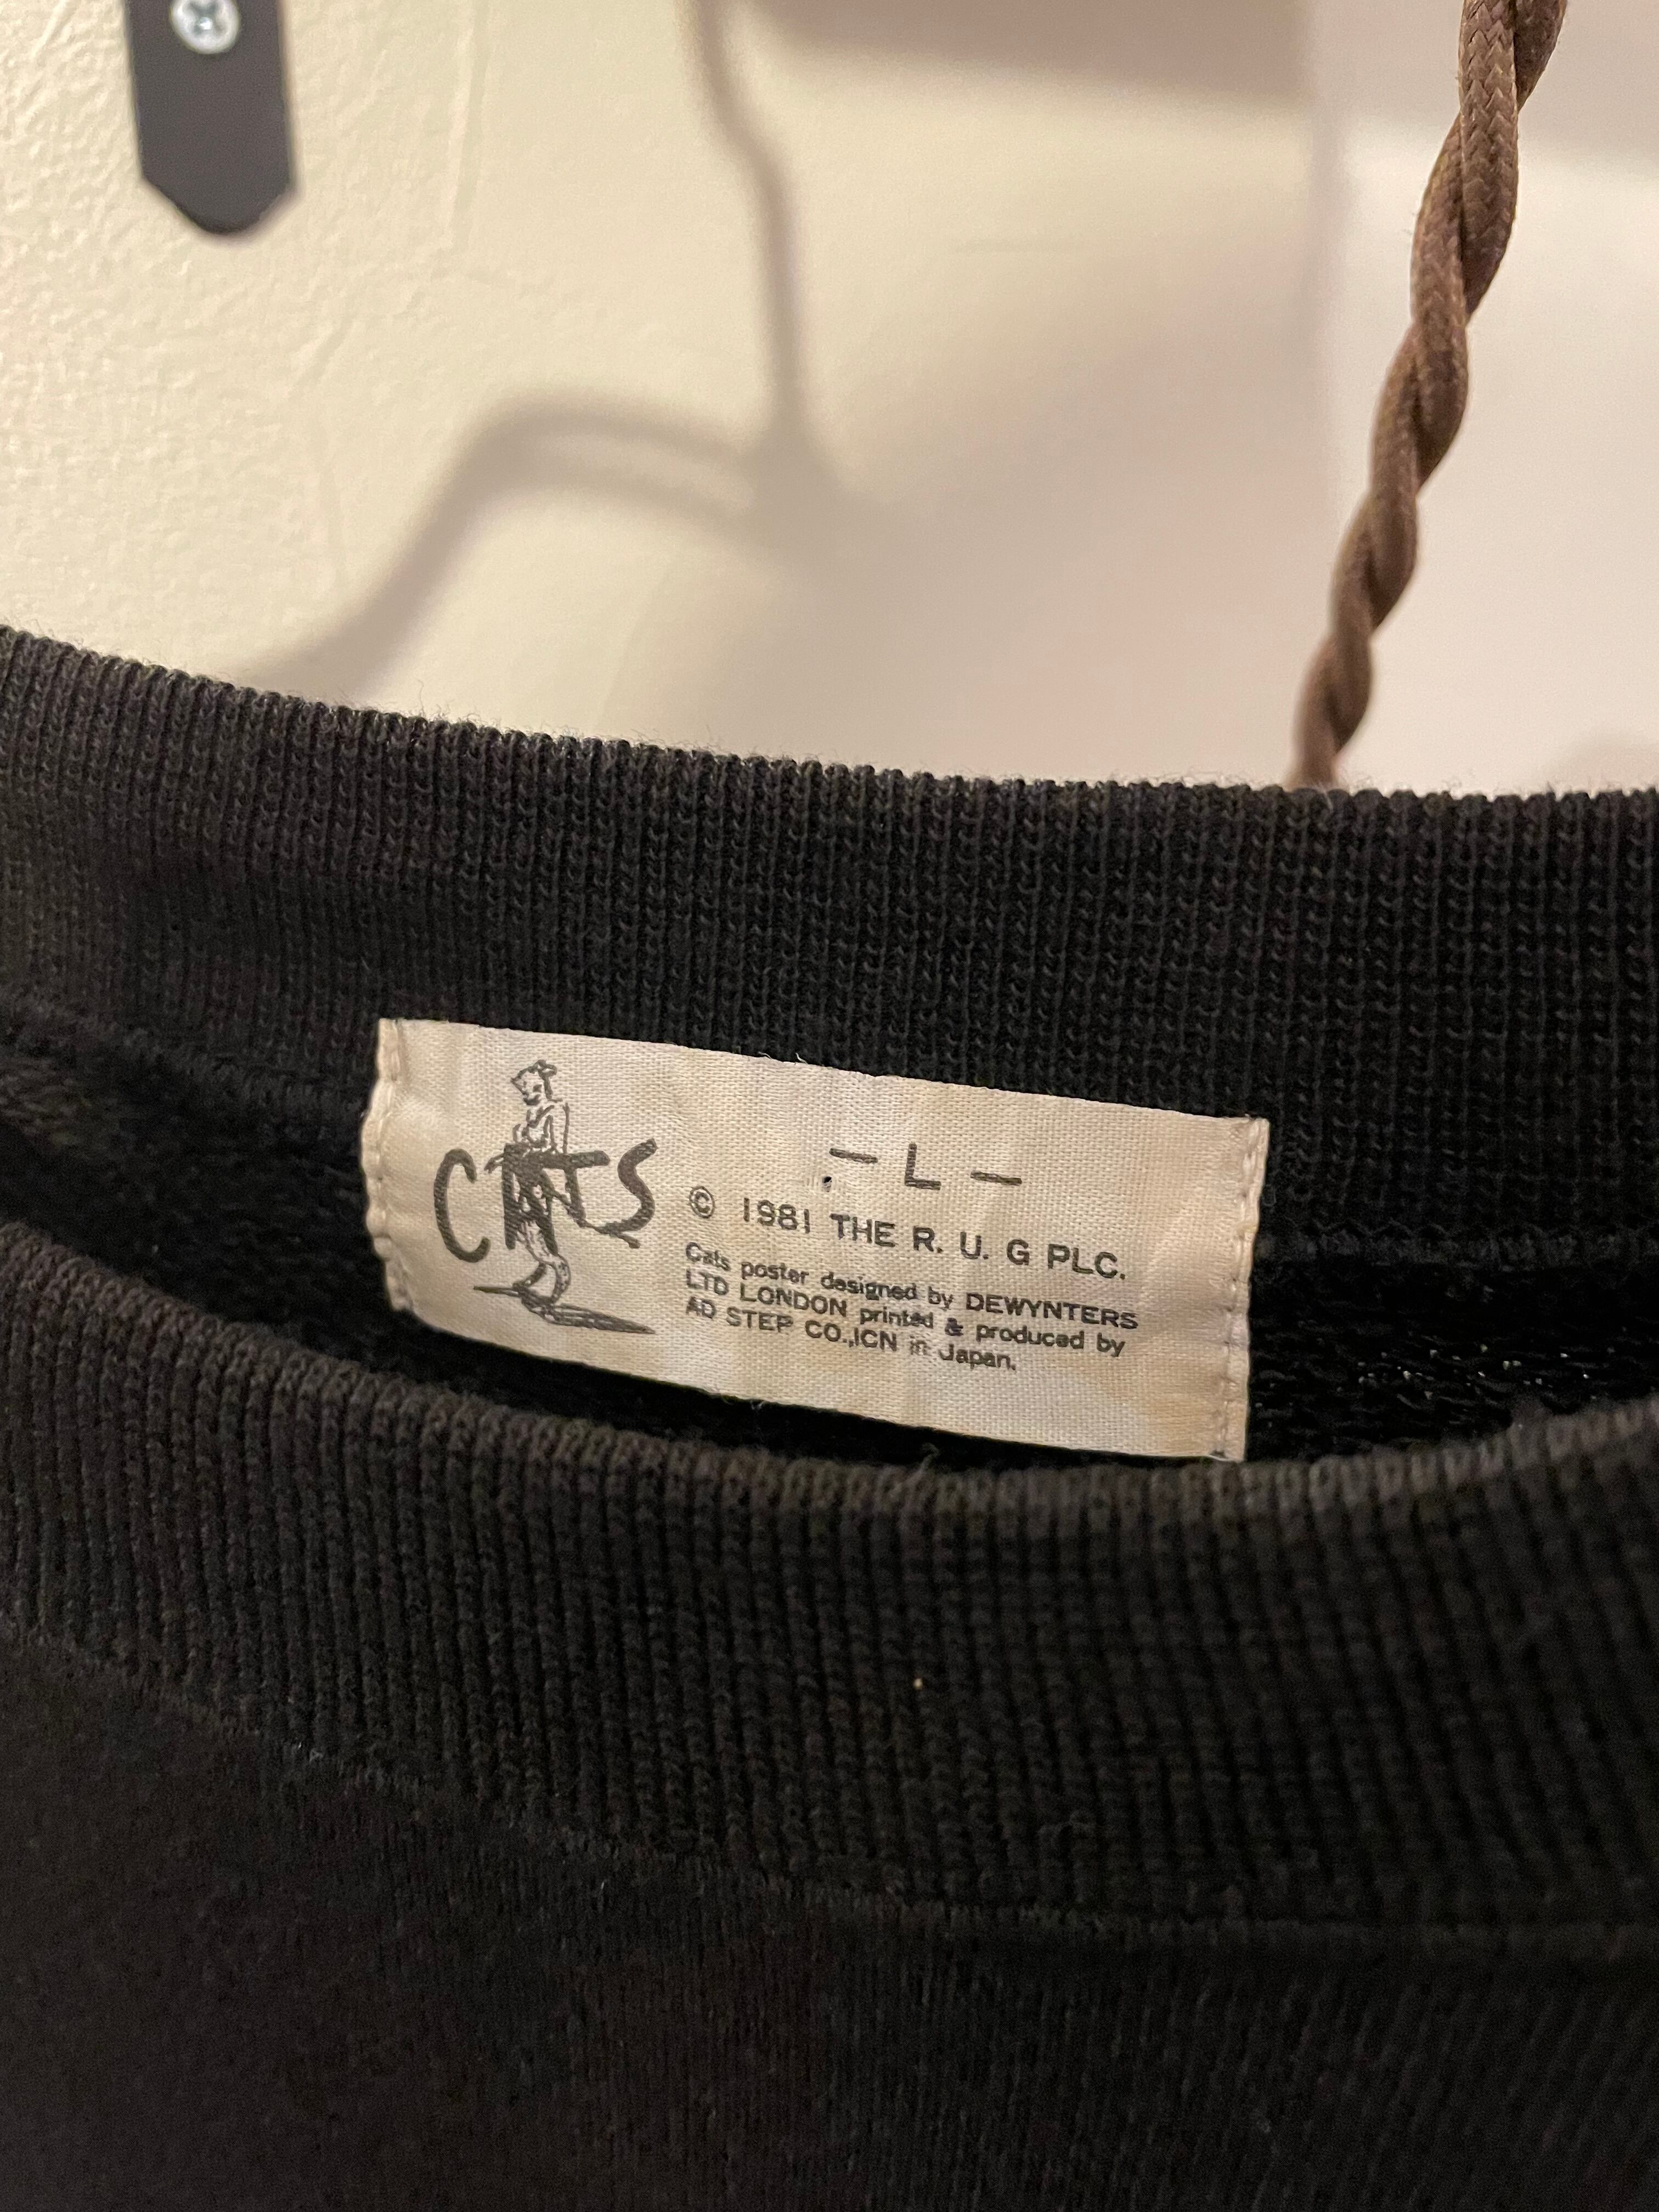 CATS
- L -
© 1981 THE R. U. G PLC.
Cats poster designed by DEWYNTERS
LTD LONDON printed & produced by
AD STEP CO.,ICN in Japan.